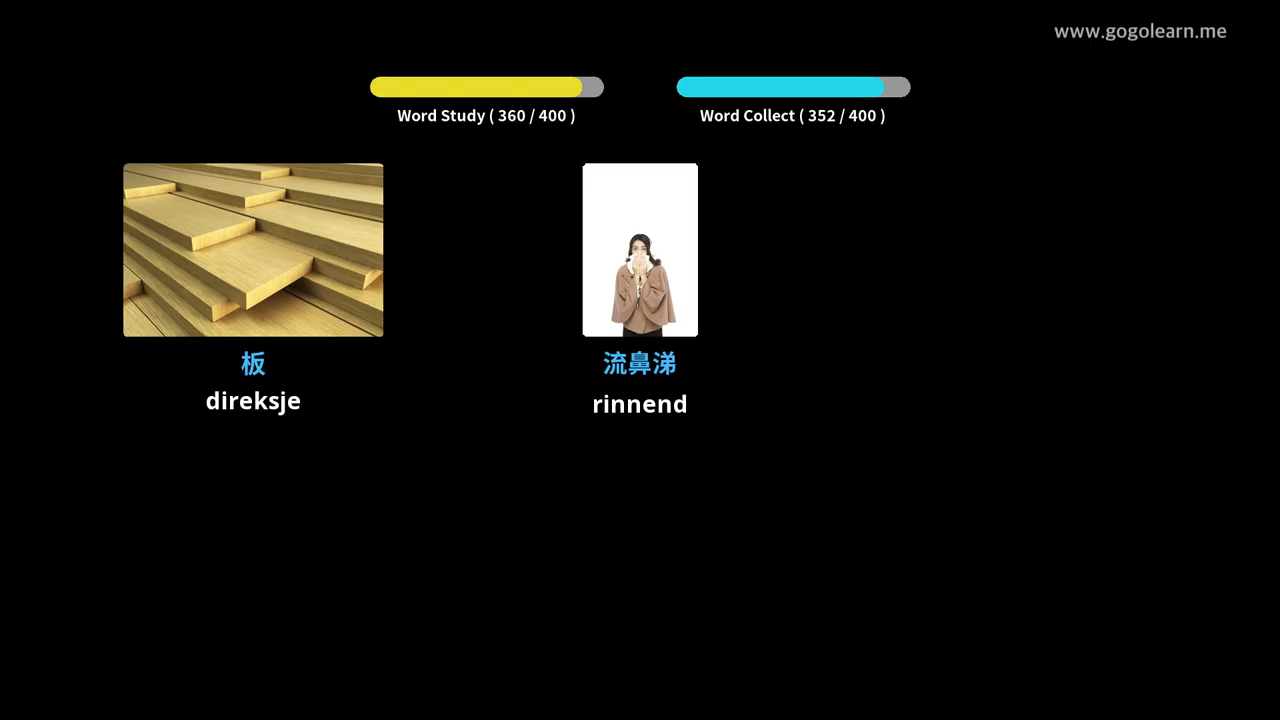 www.gogolearn.me
Word Study ( 360 / 400 )
Word Collect ( 352 / 400 )
板
direksje
流鼻涕
rinnend